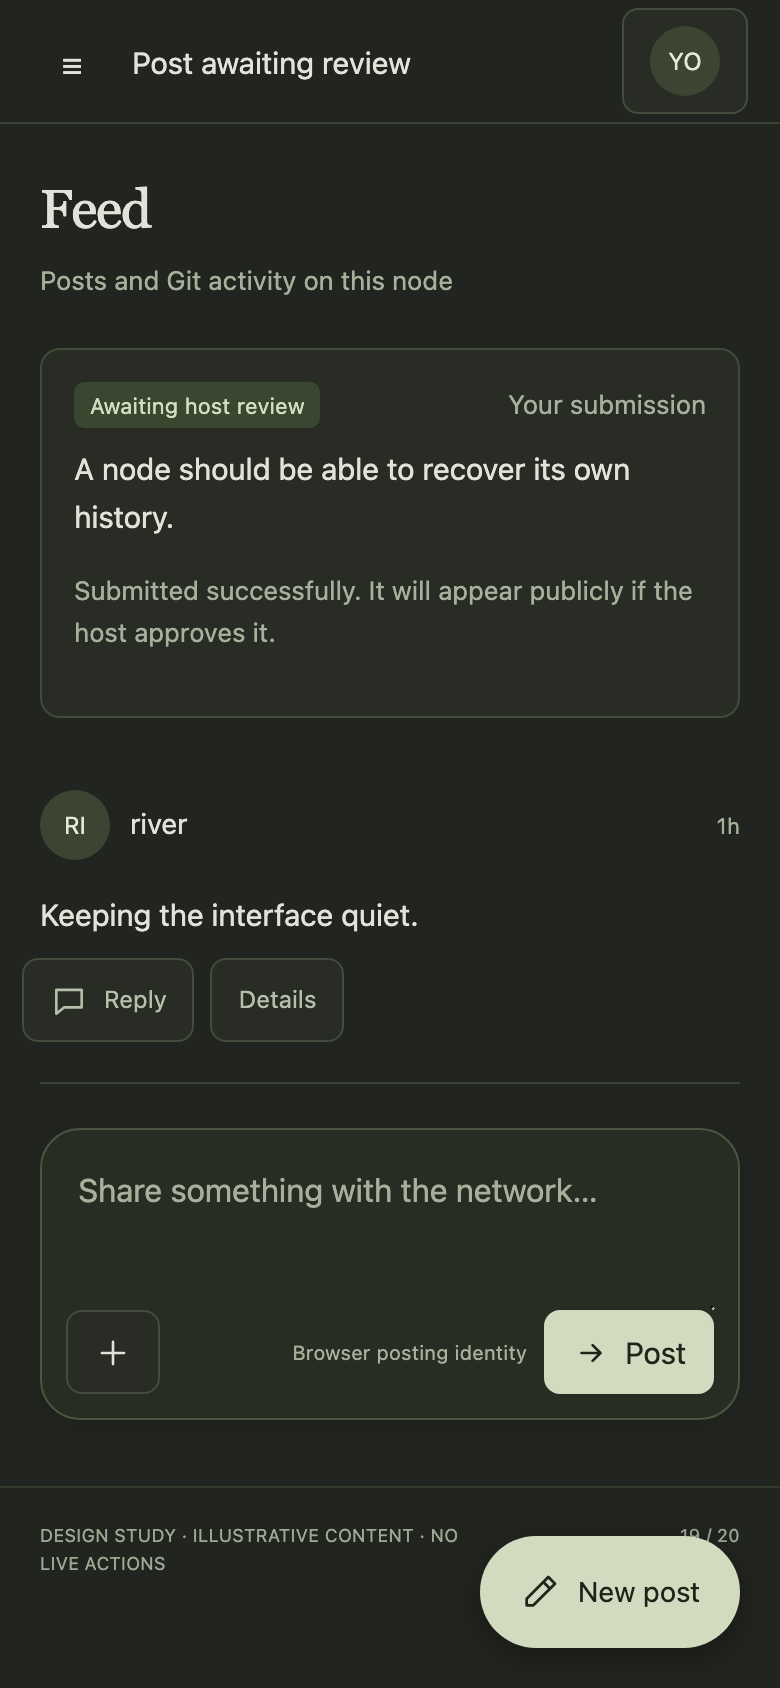 Post awaiting review
YO
Feed
Posts and Git activity on this node
Awaiting host review
Your submission
A node should be able to recover its own
history.
Submitted successfully. It will appear publicly if the
host approves it.
RI
river
1h
Keeping the interface quiet.
Reply
Details
Share something with the network...
Browser posting identity
Post
DESIGN STUDY · ILLUSTRATIVE CONTENT · NO
LIVE ACTIONS
19 / 20
New post